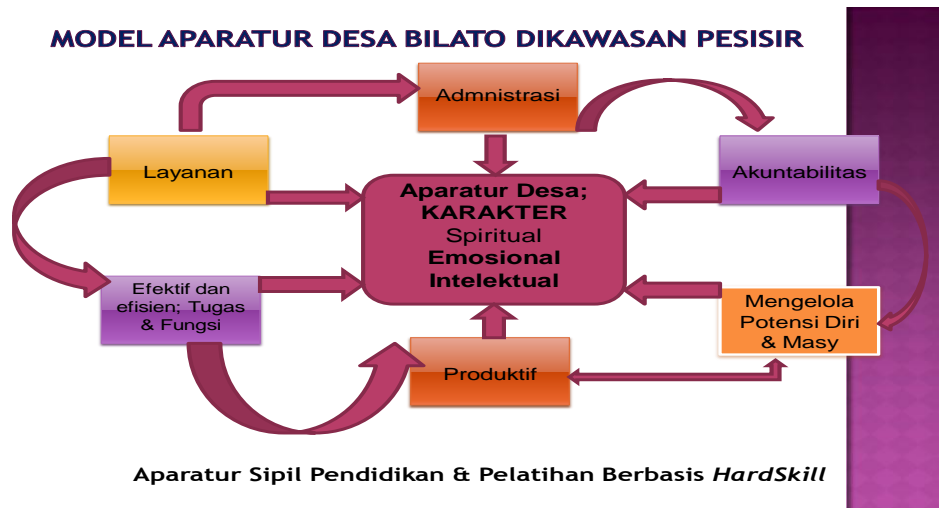 MODEL APARATUR DESA BILATO DIKAWASAN PESISIR
Admnistrasi
Layanan
Akuntabilitas
Aparatur Desa;
KARAKTER
Spiritual
Emosional
Intelektual
Efektif dan
efisien; Tugas
& Fungsi
Mengelola
Potensi Diri
& Masy
Produktif
Aparatur Sipil Pendidikan & Pelatihan Berbasis HardSkill